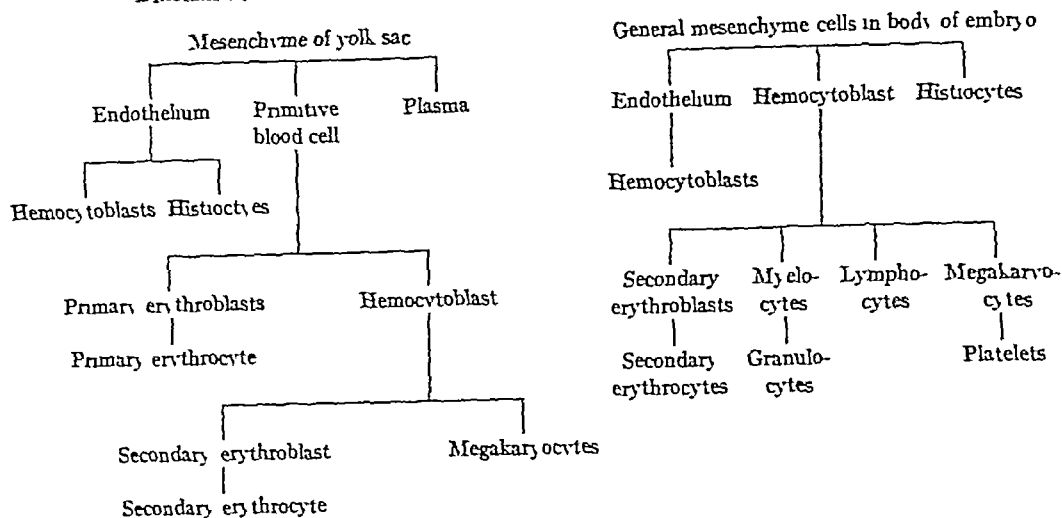 Mesenchyme of yolk sac
Endothelium Primitive Plasma
blood cell
Hemocytoblasts Histioctyes
Primary erythroblasts Hemocytoblast
Primary erythrocyte
Secondary erythroblast Megakaryocytes
Secondary erythrocyte
General mesenchyme cells in body of embryo
Endothelium Hemocytoblast Histiocytes
Hemocytoblasts
Secondary Myelo- Lympho- Megakaryo-
erythroblasts cytes cytes cytes
Secondary Granulo- Platelets
erythrocytes cytes